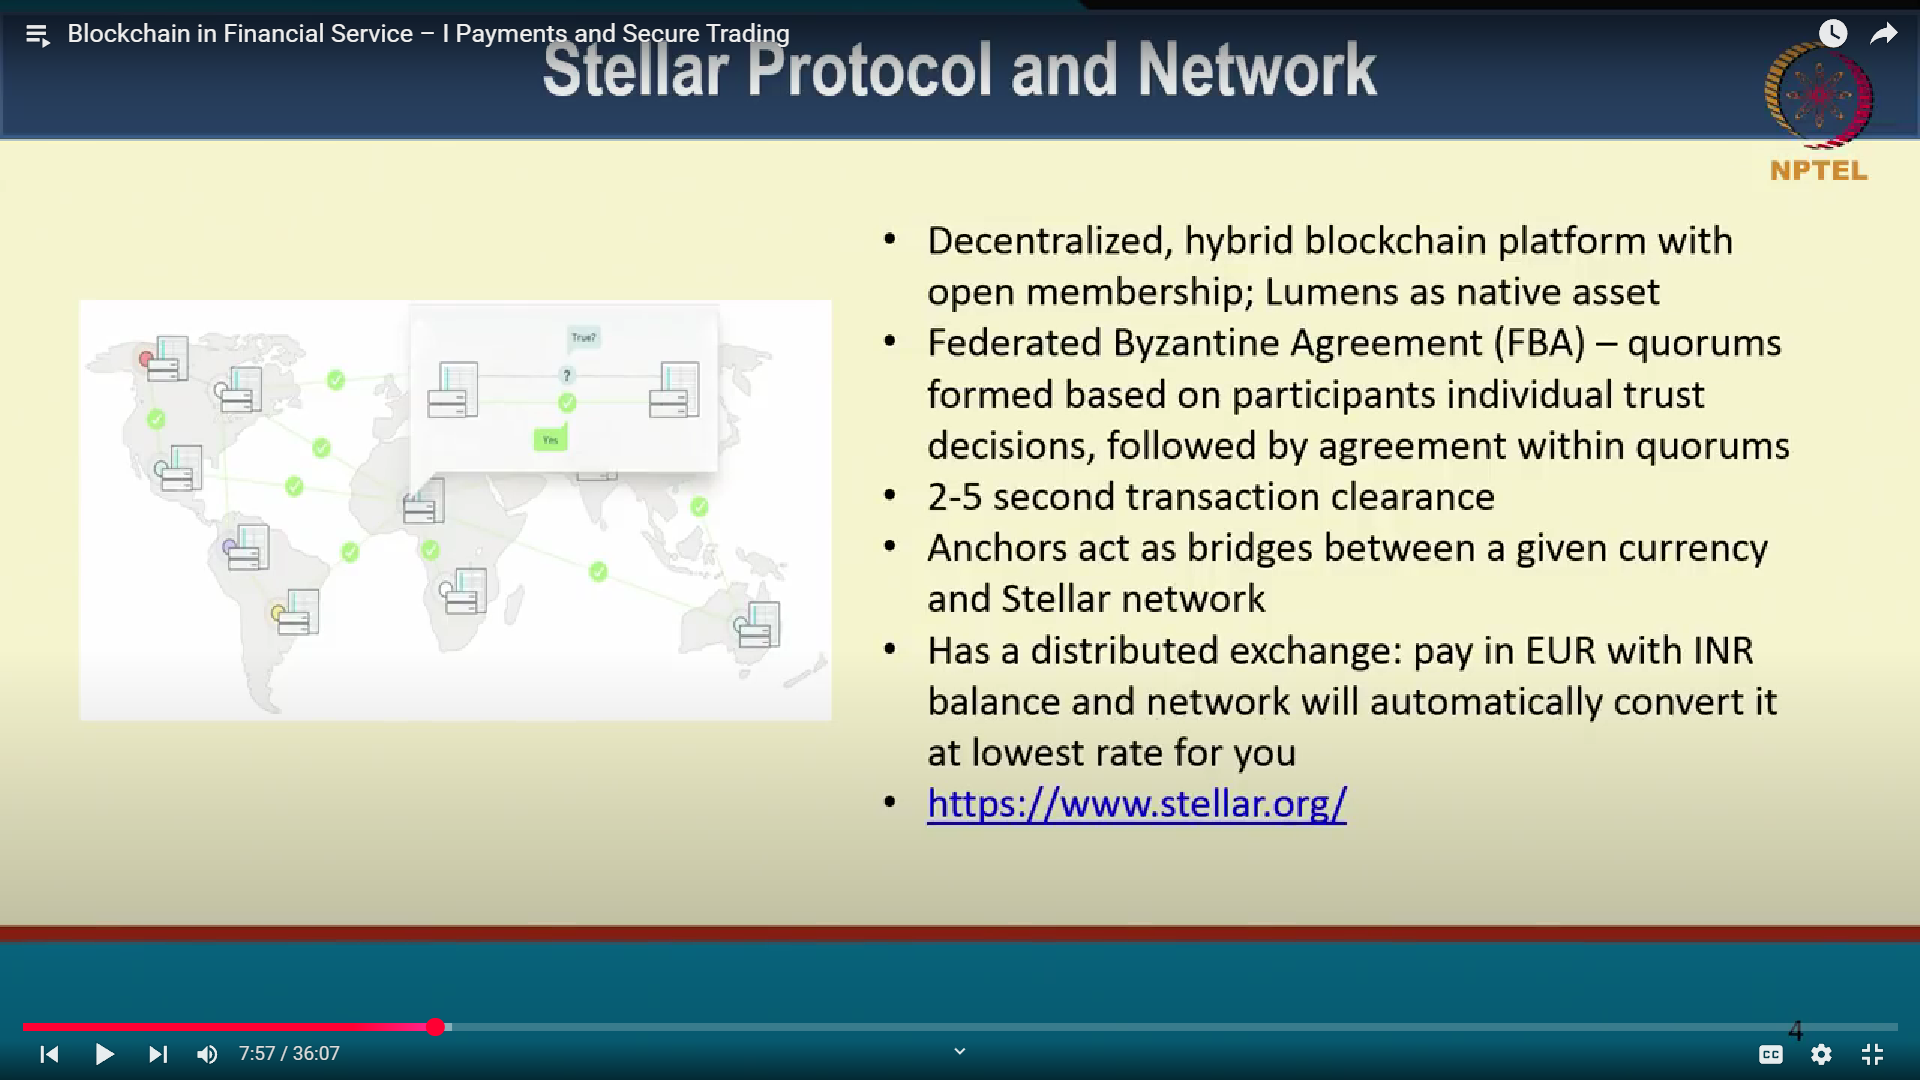 Blockchain in Financial Service – I Payments and Secure Trading
Stellar Protocol and Network
NPTEL
True?
?
Yes
• Decentralized, hybrid blockchain platform with
open membership; Lumens as native asset
• Federated Byzantine Agreement (FBA) – quorums
formed based on participants individual trust
decisions, followed by agreement within quorums
• 2-5 second transaction clearance
• Anchors act as bridges between a given currency
and Stellar network
• Has a distributed exchange: pay in EUR with INR
balance and network will automatically convert it
at lowest rate for you
• https://www.stellar.org/
4
7:57 / 36:07
CC